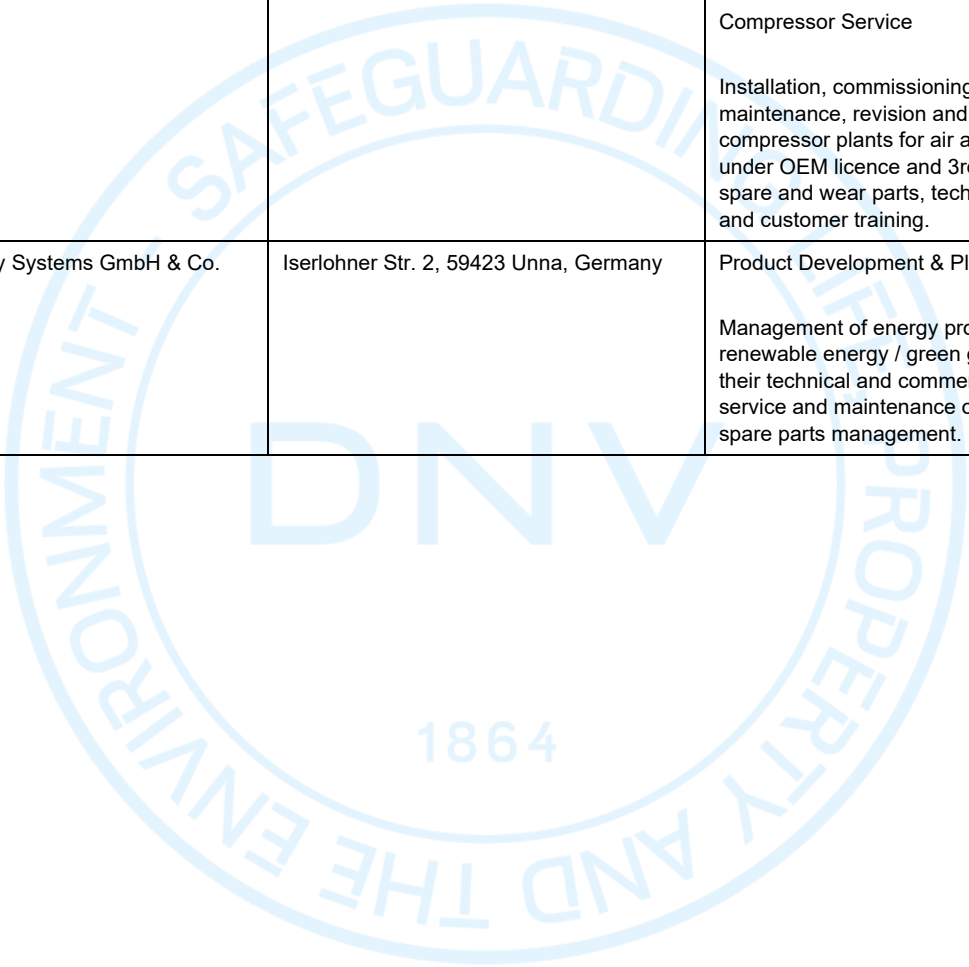 Compressor Service
Installation, commissioning
maintenance, revision and
compressor plants for air a
under OEM licence and 3r
spare and wear parts, tech
and customer training.
y Systems GmbH & Co.
Iserlohner Str. 2, 59423 Unna, Germany
Product Development & Pl
Management of energy pro
renewable energy / green g
their technical and comme
service and maintenance o
spare parts management.
SAFEGUARDING LIFE, PROPERTY AND THE ENVIRONMENT
DNV
1864